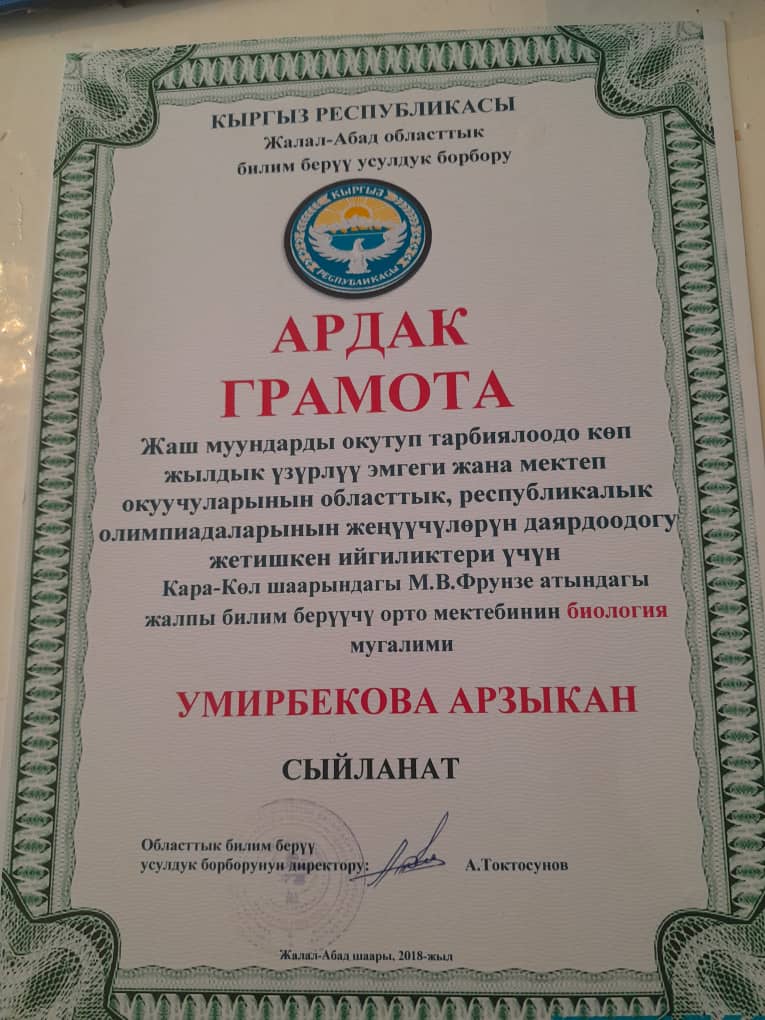 КЫРГЫЗ РЕСПУБЛИКАСЫ
Жалал-Абад областтык
билим берүү усулдук борбору
КЫРГЫЗ
РЕСПУБЛИКАСЫ
АРДАК
ГРАМОТА
Жаш муундарды окутуп тарбиялоодо көп
жылдык үзүрлүү эмгеги жана мектеп
окуучуларынын областтык, республикалык
олимпиадаларынын жеңүүчүлөрүн даярдоодогу
жетишкен ийгиликтери үчүн
Кара-Көл шаарындагы М.В.Фрунзе атындагы
жалпы билим берүүчү орто мектебинин биология
мугалими
УМИРБЕКОВА АРЗЫКАН
СЫЙЛАНАТ
Областтык билим берүү
усулдук борборунун директору:
А.Токтосунов
Жалал-Абад шаары, 2018-жыл